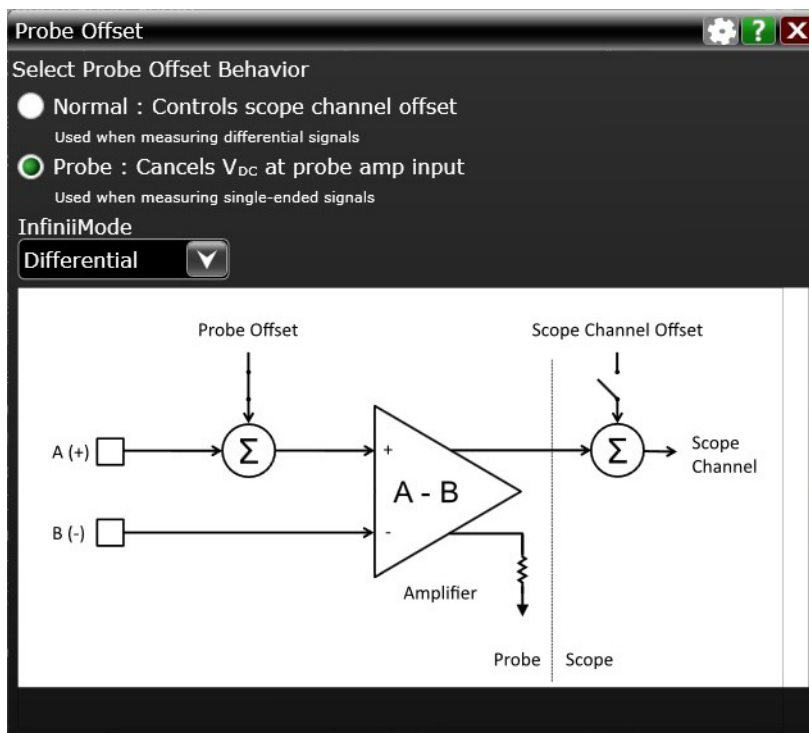 Probe Offset
?
X
Select Probe Offset Behavior
Normal : Controls scope channel offset
Used when measuring differential signals
Probe : Cancels VDC at probe amp input
Used when measuring single-ended signals
InfiniiMode
Differential
Probe Offset
Scope Channel Offset
A (+)
Σ
+
A - B
Σ
Scope
Channel
B (-)
-
Amplifier
Probe
Scope